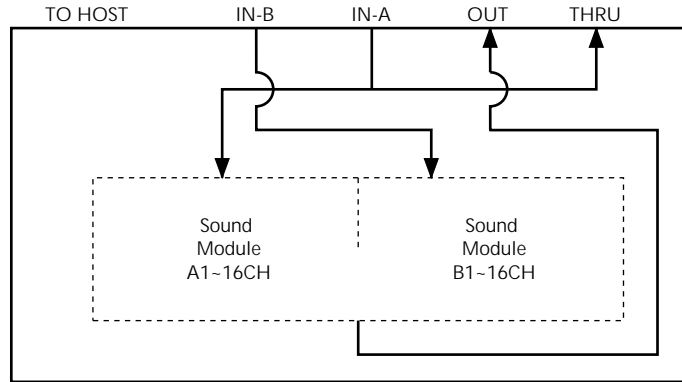 TO HOST IN-B IN-A OUT THRU
Sound
Module
A1~16CH
Sound
Module
B1~16CH